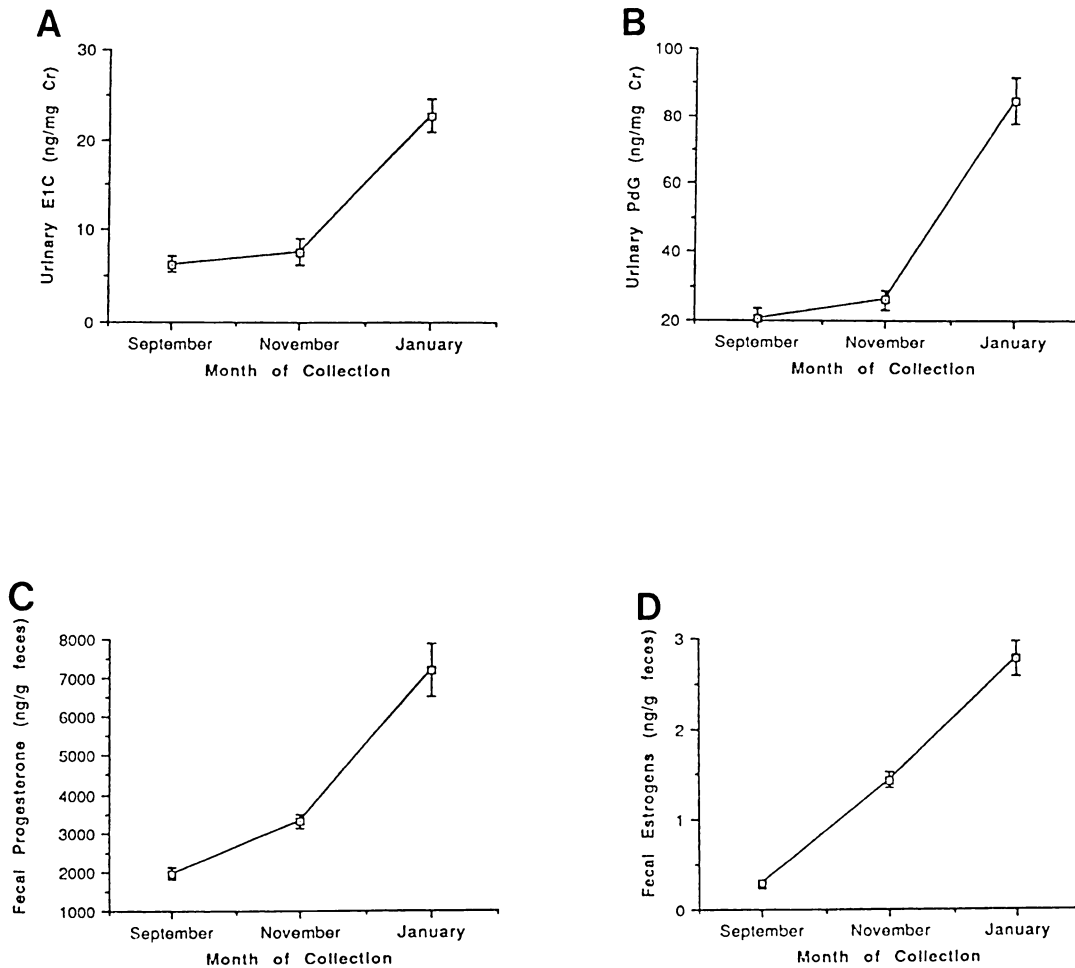 A
Urinary E1C (ng/mg Cr)
30
20
10
0
September November January
Month of Collection
B
Urinary PdG (ng/mg Cr)
100
80
60
40
20
September November January
Month of Collection
C
Fecal Progesterone (ng/g feces)
8000
7000
6000
5000
4000
3000
2000
1000
September November January
Month of Collection
D
Fecal Estrogens (ng/g feces)
3
2
1
0
September November January
Month of Collection